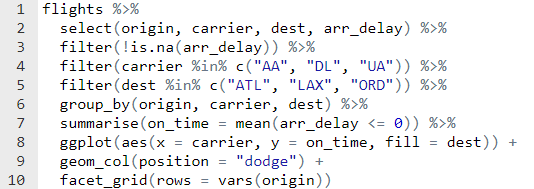 1 flights %>%
2   select(origin, carrier, dest, arr_delay) %>%
3   filter(!is.na(arr_delay)) %>%
4   filter(carrier %in% c("AA", "DL", "UA")) %>%
5   filter(dest %in% c("ATL", "LAX", "ORD")) %>%
6   group_by(origin, carrier, dest) %>%
7   summarise(on_time = mean(arr_delay <= 0)) %>%
8   ggplot(aes(x = carrier, y = on_time, fill = dest)) +
9   geom_col(position = "dodge") +
10   facet_grid(rows = vars(origin))